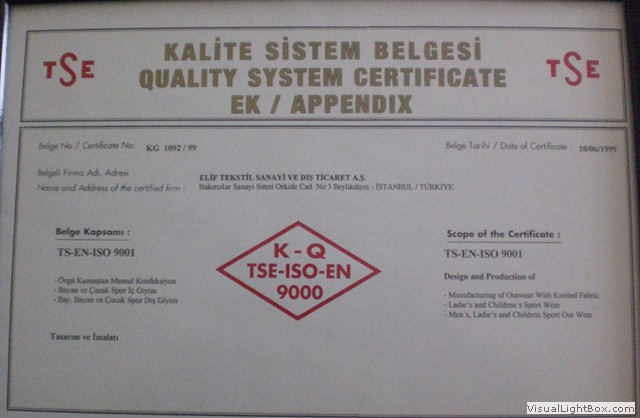 TSE
KALİTE SİSTEM BELGESİ
QUALITY SYSTEM CERTIFICATE
EK / APPENDIX
TSE
Belge No / Certificate No: KG 1092 / 99
Belge Tarihi / Date of Certificate : 10/06/1999
Belgeli Firma Adı, Adresi
Name and Address of the certified firm :
ELİF TEKSTİL SANAYİ VE DIŞ TİCARET A.Ş.
Bakırcılar Sanayi Sitesi Orkide Cad. No:3 Beylikdüzü - İSTANBUL / TÜRKİYE
Belge Kapsamı :
TS-EN-ISO 9001
- Örgü Kumaştan Mamul Konfeksiyon
- Bayan ve Çocuk Spor İç Giyim
- Bay, Bayan ve Çocuk Spor Dış Giyim
Tasarım ve İmalatı
K - Q
TSE-ISO-EN
9000
Scope of the Certificate :
TS-EN-ISO 9001
Design and Production of
- Manufacturing of Outwear With Knitted Fabric
- Ladie's and Children's Sport Wear
- Men's, Ladie's and Children Sport Out Wear
VisualLightBox.com